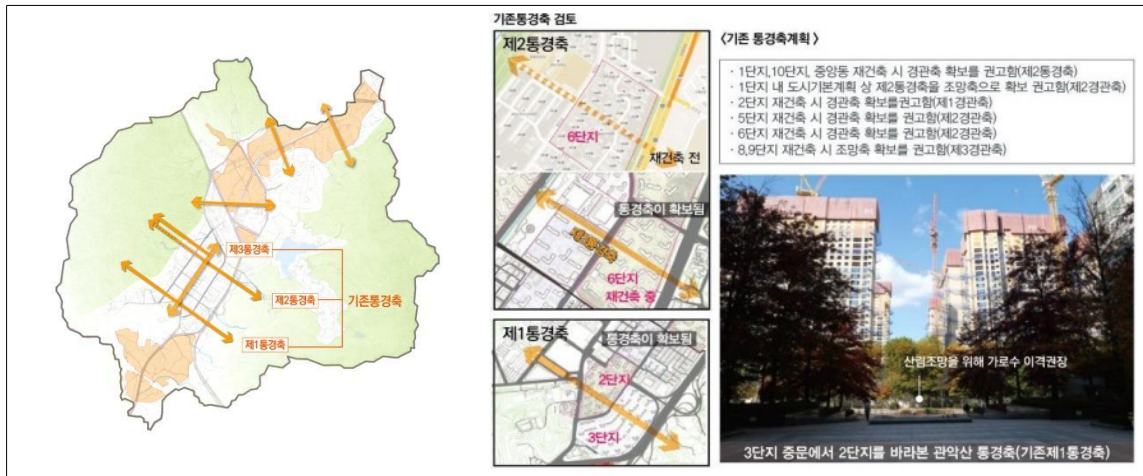 제3통경축
제2통경축
기존통경축
제1통경축
기존통경축 검토
제2통경축
6단지
재건축 전
통경축이 확보됨
제2통경축
6단지
재건축 중
제1통경축
통경축이 확보됨
2단지
3단지
〈기존 통경축계획 〉
· 1단지,10단지, 중앙동 재건축 시 경관축 확보를 권고함(제2통경축)
· 1단지 내 도시기본계획 상 제2통경축을 조망축으로 확보 권고함(제2경관축)
· 2단지 재건축 시 경관축 확보를권고함(제1경관축)
· 5단지 재건축 시 경관축 확보를 권고함(제2경관축)
· 6단지 재건축 시 경관축 확보를 권고함(제2경관축)
· 8,9단지 재건축 시 조망축 확보를 권고함(제3경관축)
산림조망을 위해 가로수 이격권장
3단지 중문에서 2단지를 바라본 관악산 통경축(기존제1통경축)